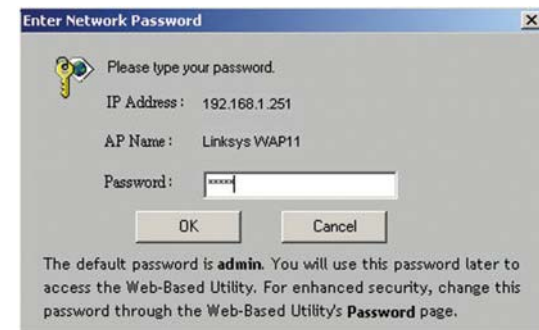 Enter Network Password
Please type your password.
IP Address : 192.168.1.251
AP Name : Linksys WAP11
Password : *****
OK Cancel
The default password is admin. You will use this password later to
access the Web-Based Utility. For enhanced security, change this
password through the Web-Based Utility's Password page.